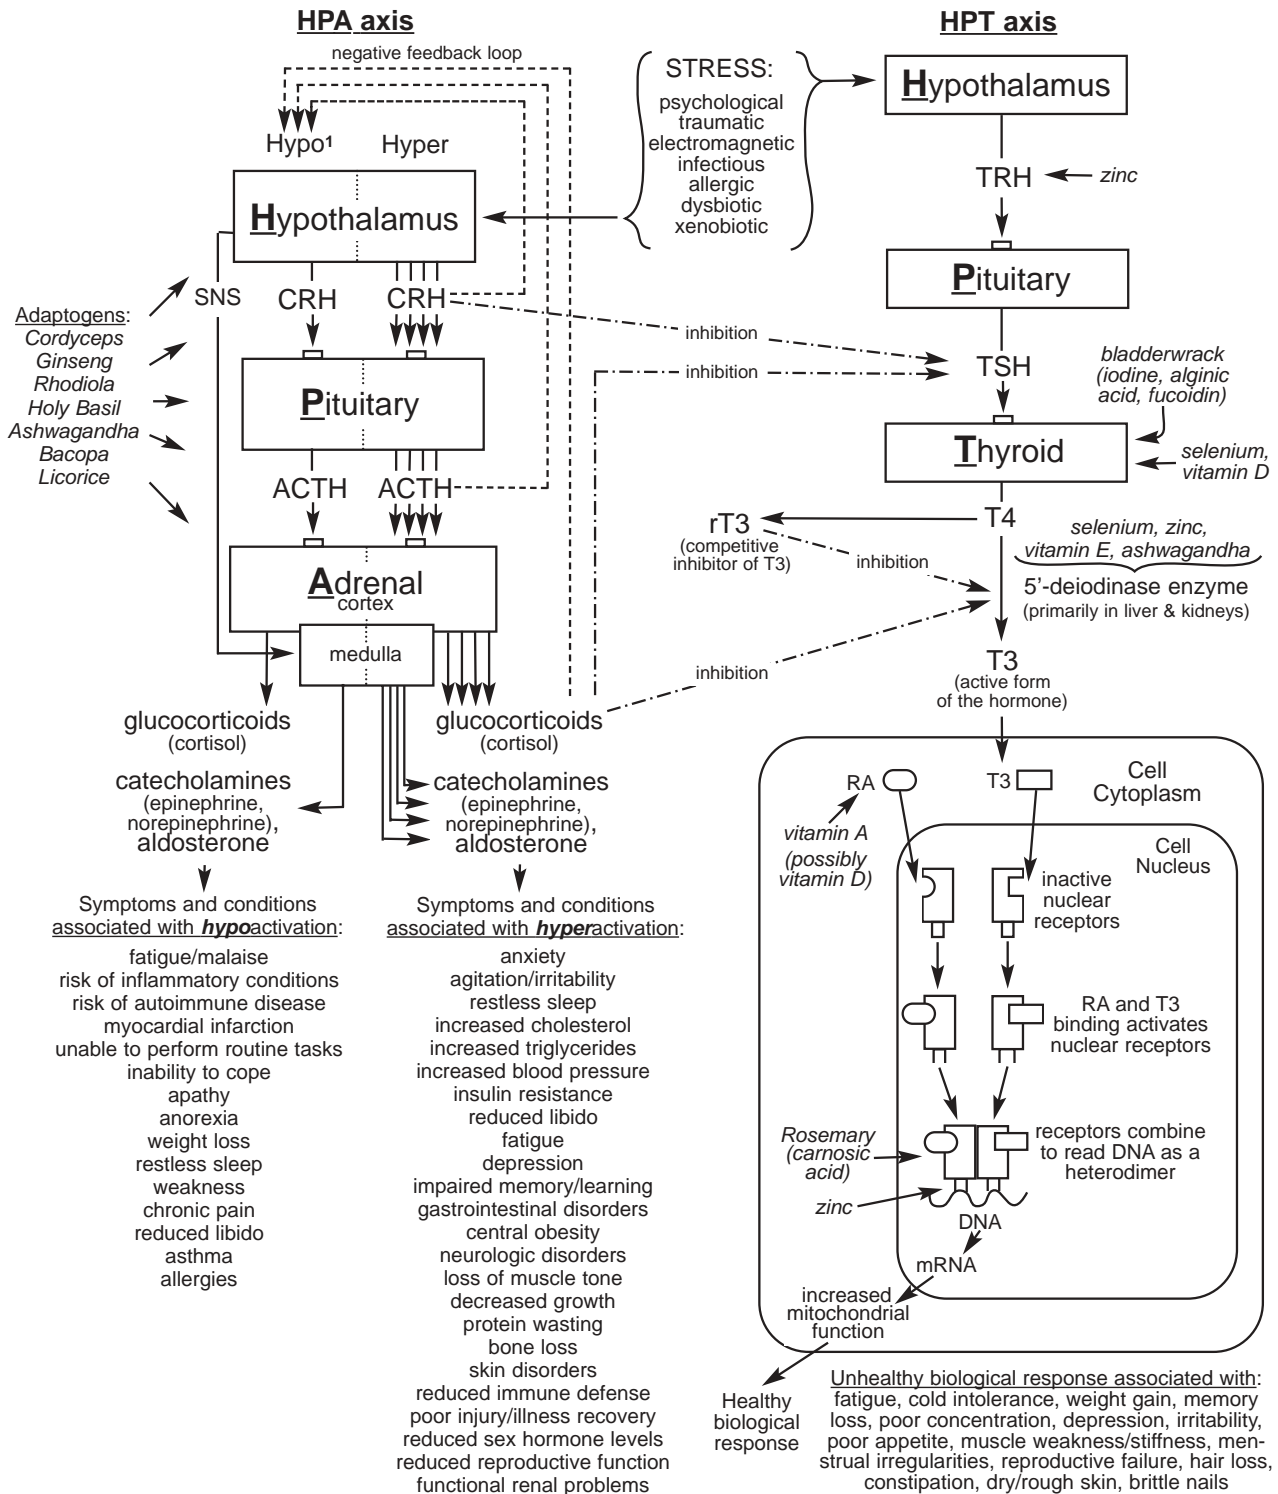 HPA axis
negative feedback loop
Hypo¹
Hyper
Hypothalamus
SNS
CRH
CRH
Adaptogens:
Cordyceps
Ginseng
Rhodiola
Holy Basil
Ashwagandha
Bacopa
Licorice
Pituitary
ACTH
ACTH
Adrenal
cortex
medulla
glucocorticoids
(cortisol)
catecholamines
(epinephrine,
norepinephrine),
aldosterone
Symptoms and conditions
associated with hypoactivation:
fatigue/malaise
risk of inflammatory conditions
risk of autoimmune disease
myocardial infarction
unable to perform routine tasks
inability to cope
apathy
anorexia
weight loss
restless sleep
weakness
chronic pain
reduced libido
asthma
allergies
glucocorticoids
(cortisol)
catecholamines
(epinephrine,
norepinephrine),
aldosterone
Symptoms and conditions
associated with hyperactivation:
anxiety
agitation/irritability
restless sleep
increased cholesterol
increased triglycerides
increased blood pressure
insulin resistance
reduced libido
fatigue
depression
impaired memory/learning
gastrointestinal disorders
central obesity
neurologic disorders
loss of muscle tone
decreased growth
protein wasting
bone loss
skin disorders
reduced immune defense
poor injury/illness recovery
reduced sex hormone levels
reduced reproductive function
functional renal problems
STRESS:
psychological
traumatic
electromagnetic
infectious
allergic
dysbiotic
xenobiotic
inhibition
inhibition
inhibition
inhibition
HPT axis
Hypothalamus
TRH
zinc
Pituitary
TSH
bladderwrack
(iodine, alginic
acid, fucoidin)
Thyroid
selenium,
vitamin D
T4
rT3
(competitive
inhibitor of T3)
selenium, zinc,
vitamin E, ashwagandha
5’-deiodinase enzyme
(primarily in liver & kidneys)
T3
(active form
of the hormone)
Cell
Cytoplasm
RA
T3
vitamin A
(possibly
vitamin D)
Cell
Nucleus
inactive
nuclear
receptors
RA and T3
binding activates
nuclear receptors
Rosemary
(carnosic
acid)
receptors combine
to read DNA as a
heterodimer
zinc
DNA
mRNA
increased
mitochondrial
function
Healthy
biological
response
Unhealthy biological response associated with:
fatigue, cold intolerance, weight gain, memory
loss, poor concentration, depression, irritability,
poor appetite, muscle weakness/stiffness, men-
strual irregularities, reproductive failure, hair loss,
constipation, dry/rough skin, brittle nails